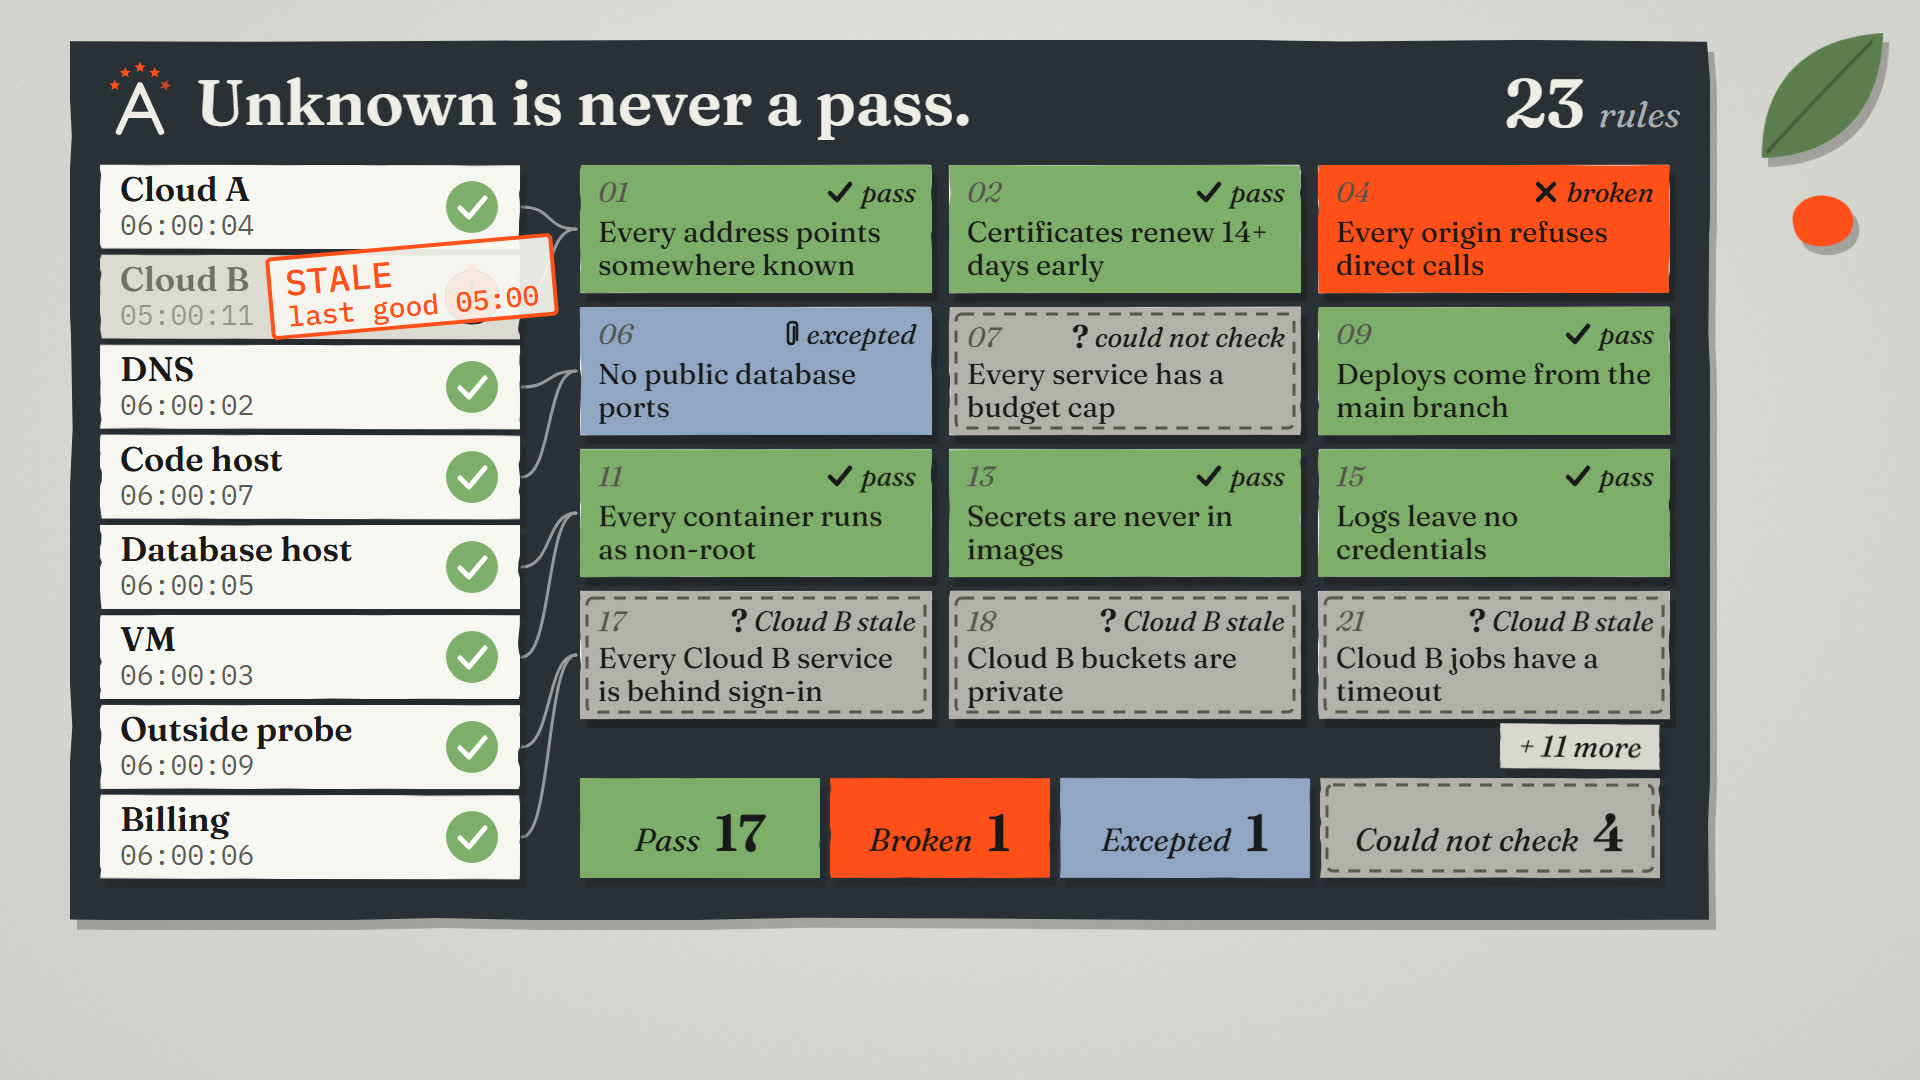 Unknown is never a pass.
23 rules
Cloud A
06:00:04
Cloud B
05:00:11
STALE
last good 05:00
DNS
06:00:02
Code host
06:00:07
Database host
06:00:05
VM
06:00:03
Outside probe
06:00:09
Billing
06:00:06
01 pass
Every address points
somewhere known
02 pass
Certificates renew 14+
days early
04 broken
Every origin refuses
direct calls
06 excepted
No public database
ports
07 ? could not check
Every service has a
budget cap
09 pass
Deploys come from the
main branch
11 pass
Every container runs
as non-root
13 pass
Secrets are never in
images
15 pass
Logs leave no
credentials
17 ? Cloud B stale
Every Cloud B service
is behind sign-in
18 ? Cloud B stale
Cloud B buckets are
private
21 ? Cloud B stale
Cloud B jobs have a
timeout
+ 11 more
Pass 17
Broken 1
Excepted 1
Could not check 4